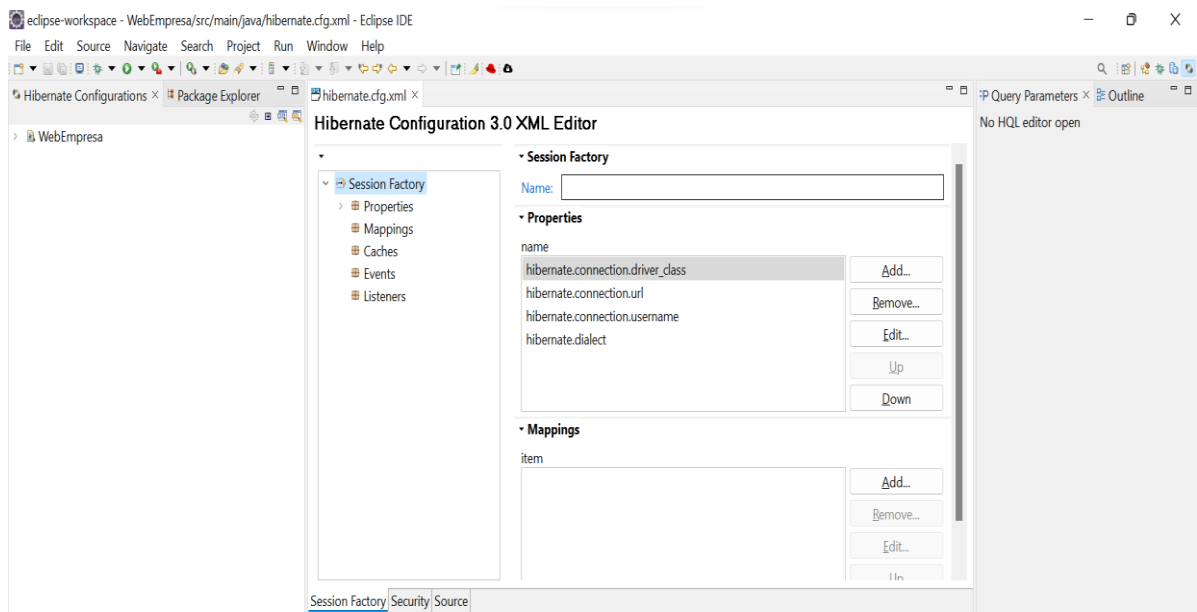 eclipse-workspace - WebEmpresa/src/main/java/hibernate.cfg.xml - Eclipse IDE
File Edit Source Navigate Search Project Run Window Help
Hibernate Configurations × Package Explorer
WebEmpresa
hibernate.cfg.xml ×
Hibernate Configuration 3.0 XML Editor
Session Factory
Properties
Mappings
Caches
Events
Listeners
Session Factory
Name:
Properties
name
hibernate.connection.driver_class
hibernate.connection.url
hibernate.connection.username
hibernate.dialect
Add...
Remove...
Edit...
Up
Down
Mappings
item
Add...
Remove...
Edit...
Up
Session Factory Security Source
Query Parameters × Outline
No HQL editor open